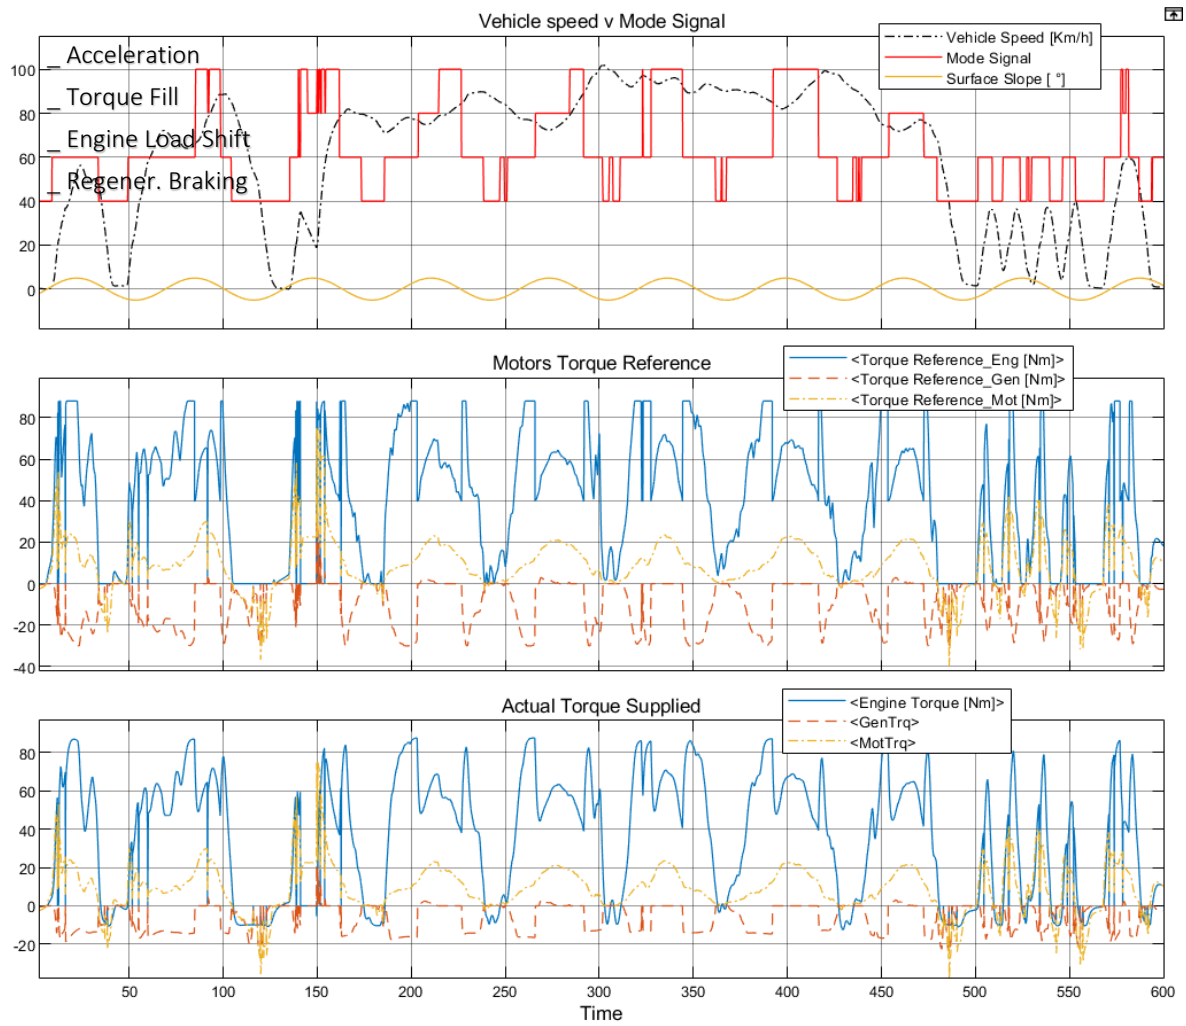 Vehicle speed v Mode Signal
Vehicle Speed [Km/h]
Mode Signal
Surface Slope [ °]
_ Acceleration
_ Torque Fill
_ Engine Load Shift
_ Regener. Braking
100
80
60
40
20
0
Motors Torque Reference
<Torque Reference_Eng [Nm]>
<Torque Reference_Gen [Nm]>
<Torque Reference_Mot [Nm]>
80
60
40
20
0
-20
-40
Actual Torque Supplied
<Engine Torque [Nm]>
<GenTrq>
<MotTrq>
80
60
40
20
0
-20
50 100 150 200 250 300 350 400 450 500 550 600
Time